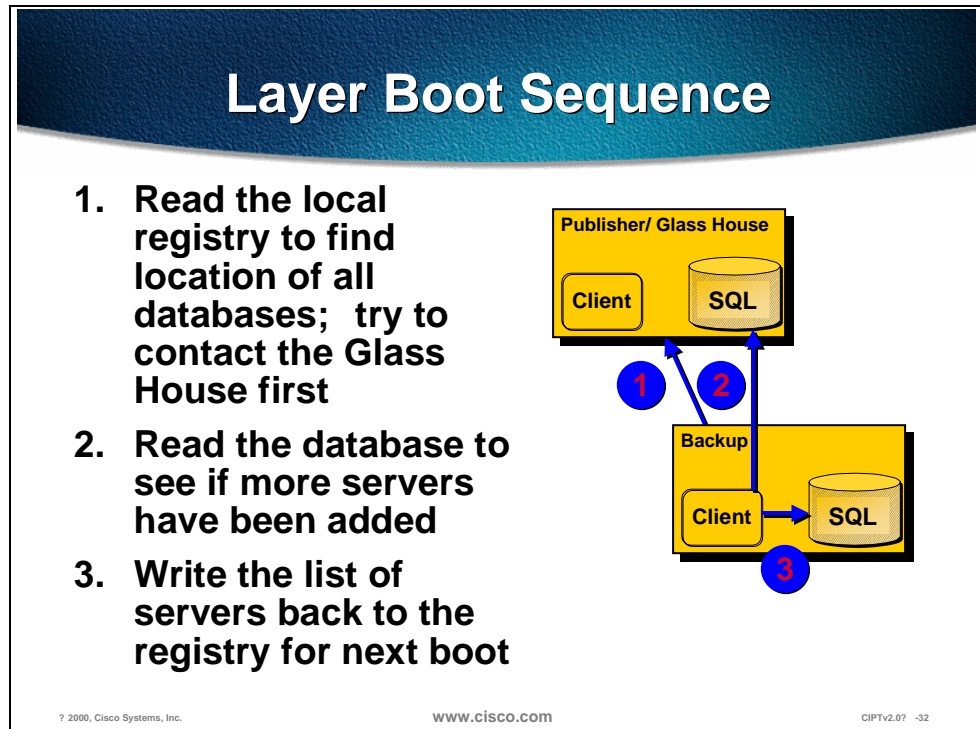 Layer Boot Sequence
1. Read the local
registry to find
location of all
databases; try to
contact the Glass
House first
2. Read the database to
see if more servers
have been added
3. Write the list of
servers back to the
registry for next boot
Publisher/ Glass House
Client
SQL
1
2
Backup
Client
SQL
3
? 2000, Cisco Systems, Inc.
www.cisco.com
CIPTv2.0? -32